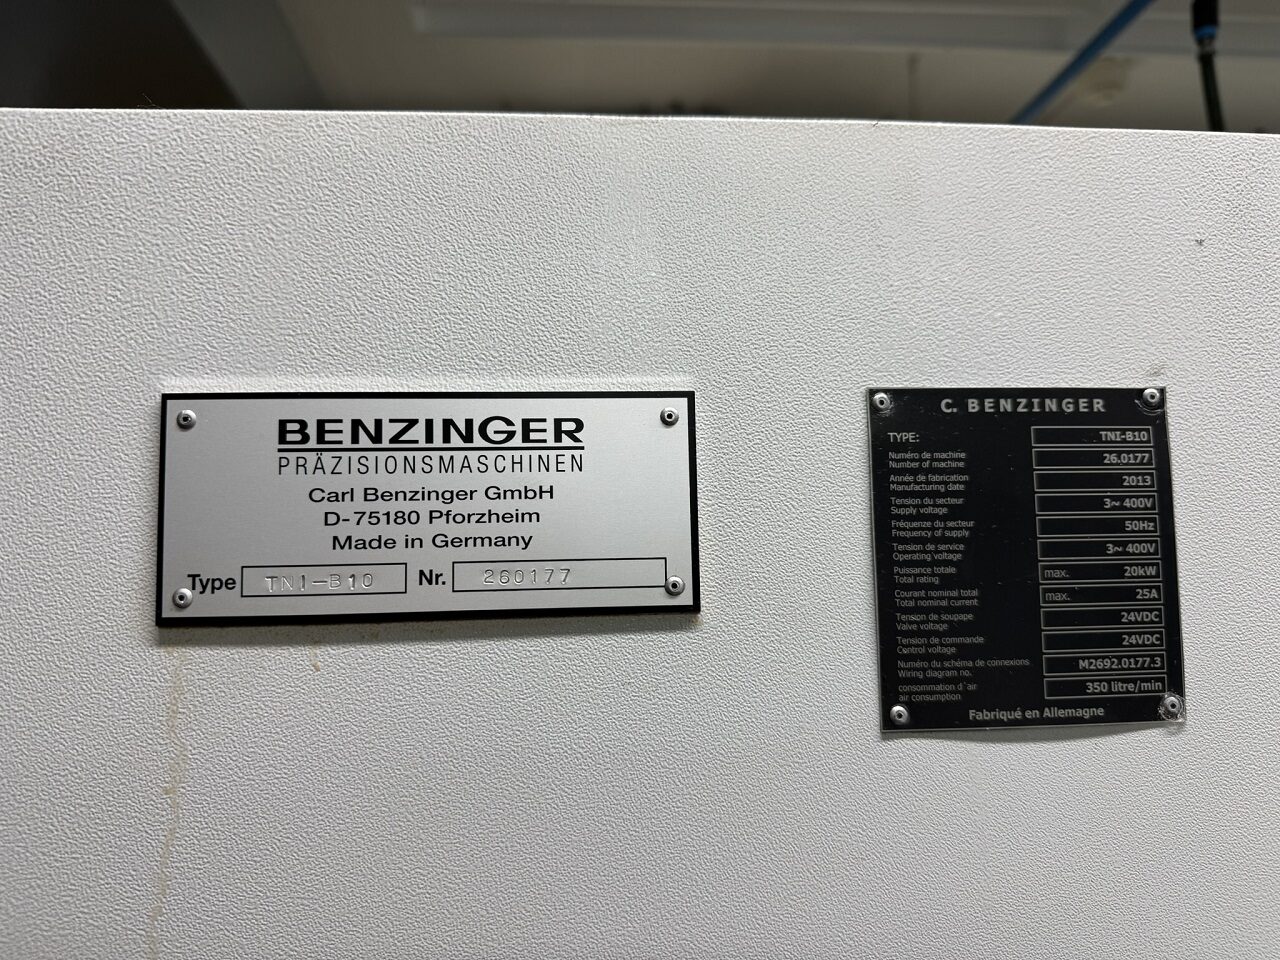 BENZINGER
PRÄZISIONSMASCHINEN
Carl Benzinger GmbH
D-75180 Pforzheim
Made in Germany
Type TNI-B10 Nr. 260177
C. BENZINGER
TYPE: TNI-B10
Numéro de machine
Number of machine 26.0177
Année de fabrication
Manufacturing date 2013
Tension du secteur
Supply voltage 3~ 400V
Fréquence du secteur
Frequency of supply 50Hz
Tension de service
Operating voltage 3~ 400V
Puissance totale
Total rating max. 20kW
Courant nominal total
Total nominal current max. 25A
Tension de soupape
Valve voltage 24VDC
Tension de commande
Control voltage 24VDC
Numéro du schéma de connexions
Wiring diagram no. M2692.0177.3
consommation d´air
air consumption 350 litre/min
Fabriqué en Allemagne